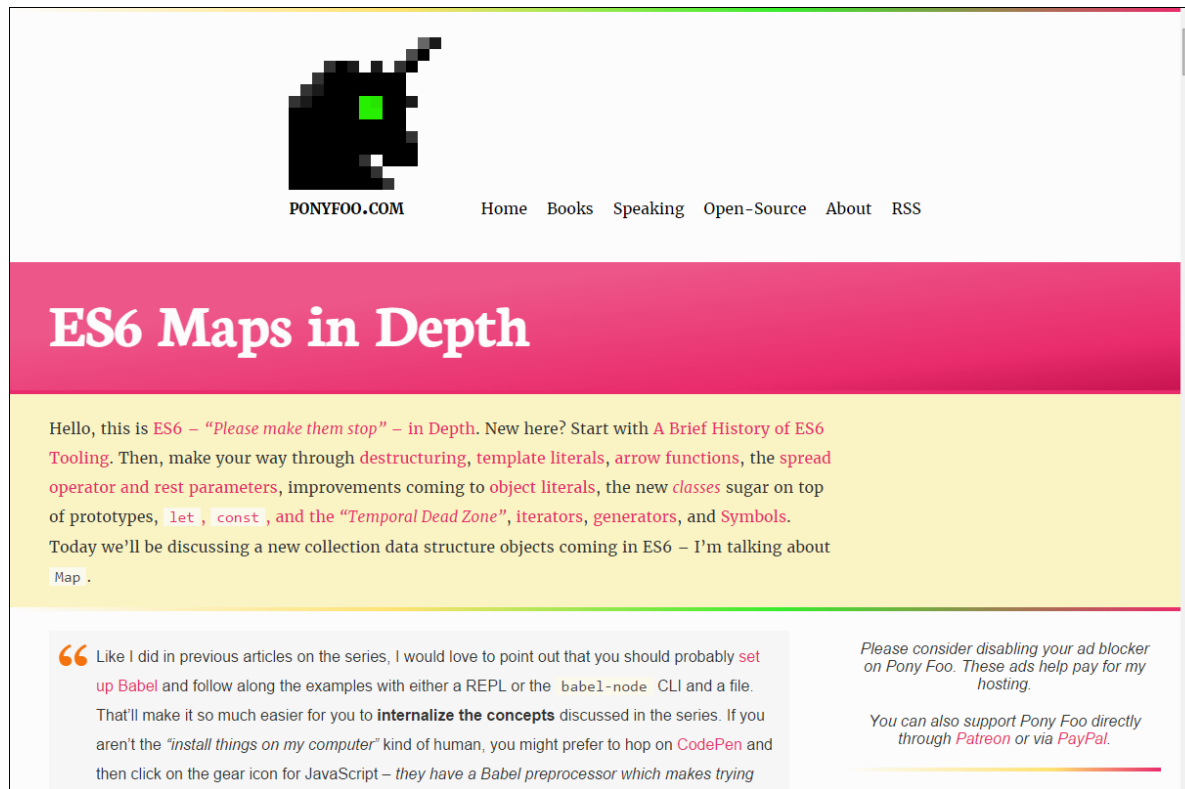 PONYFOO.COM
Home Books Speaking Open-Source About RSS
ES6 Maps in Depth
Hello, this is ES6 – “Please make them stop” – in Depth. New here? Start with A Brief History of ES6
Tooling. Then, make your way through destructuring, template literals, arrow functions, the spread
operator and rest parameters, improvements coming to object literals, the new classes sugar on top
of prototypes, let, const, and the “Temporal Dead Zone”, iterators, generators, and Symbols.
Today we’ll be discussing a new collection data structure objects coming in ES6 – I’m talking about
Map.
Like I did in previous articles on the series, I would love to point out that you should probably set
up Babel and follow along the examples with either a REPL or the babel-node CLI and a file.
That’ll make it so much easier for you to internalize the concepts discussed in the series. If you
aren’t the “install things on my computer” kind of human, you might prefer to hop on CodePen and
then click on the gear icon for JavaScript – they have a Babel preprocessor which makes trying
Please consider disabling your ad blocker
on Pony Foo. These ads help pay for my
hosting.
You can also support Pony Foo directly
through Patreon or via PayPal.